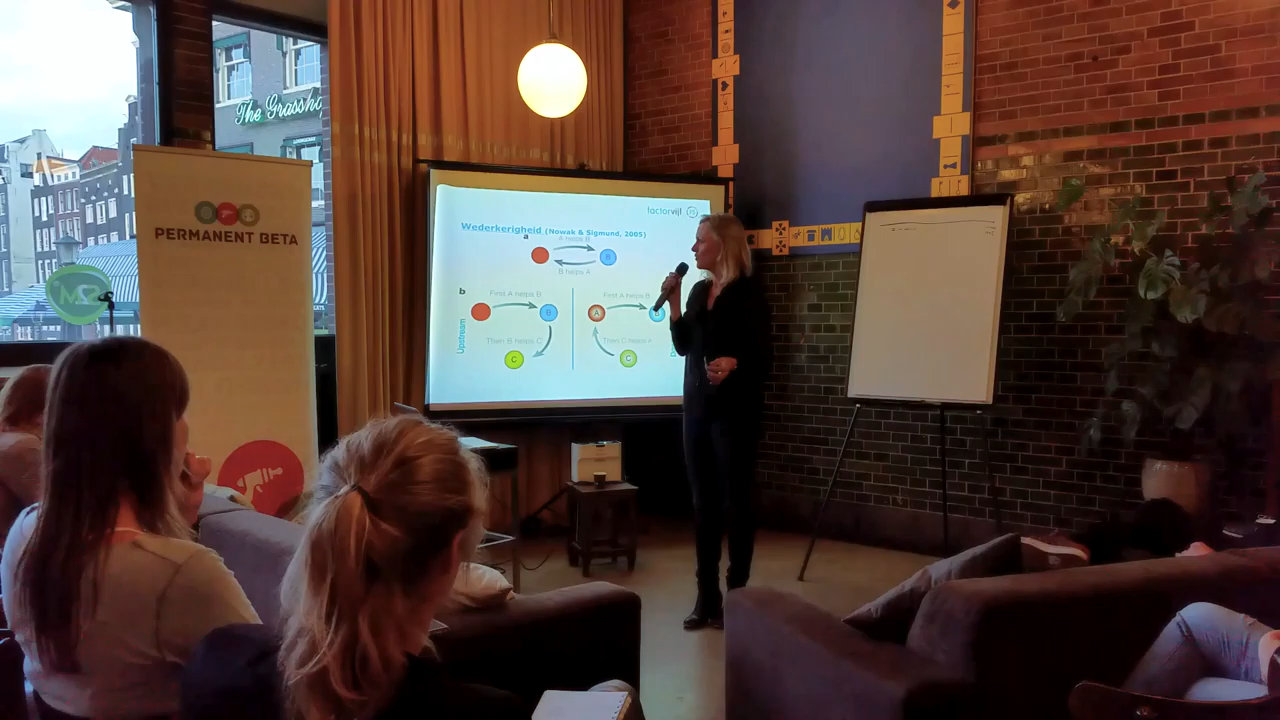 The Grassho
PERMANENT BETA
factorvijf
Wederkerigheid (Nowak & Sigmund, 2005)
a
A helps B
B
B helps A
b
First A helps B
B
Upstream
Then B helps C
C
First A helps B
A
B
Then C helps A
C